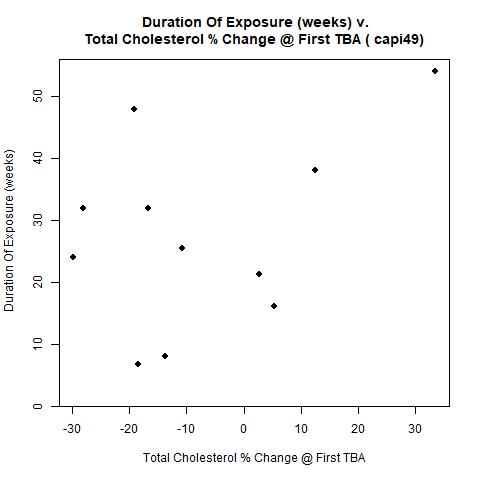 Duration Of Exposure (weeks) v.
Total Cholesterol % Change @ First TBA ( capi49)
Duration Of Exposure (weeks)
50
40
30
20
10
0
-30 -20 -10 0 10 20 30
Total Cholesterol % Change @ First TBA